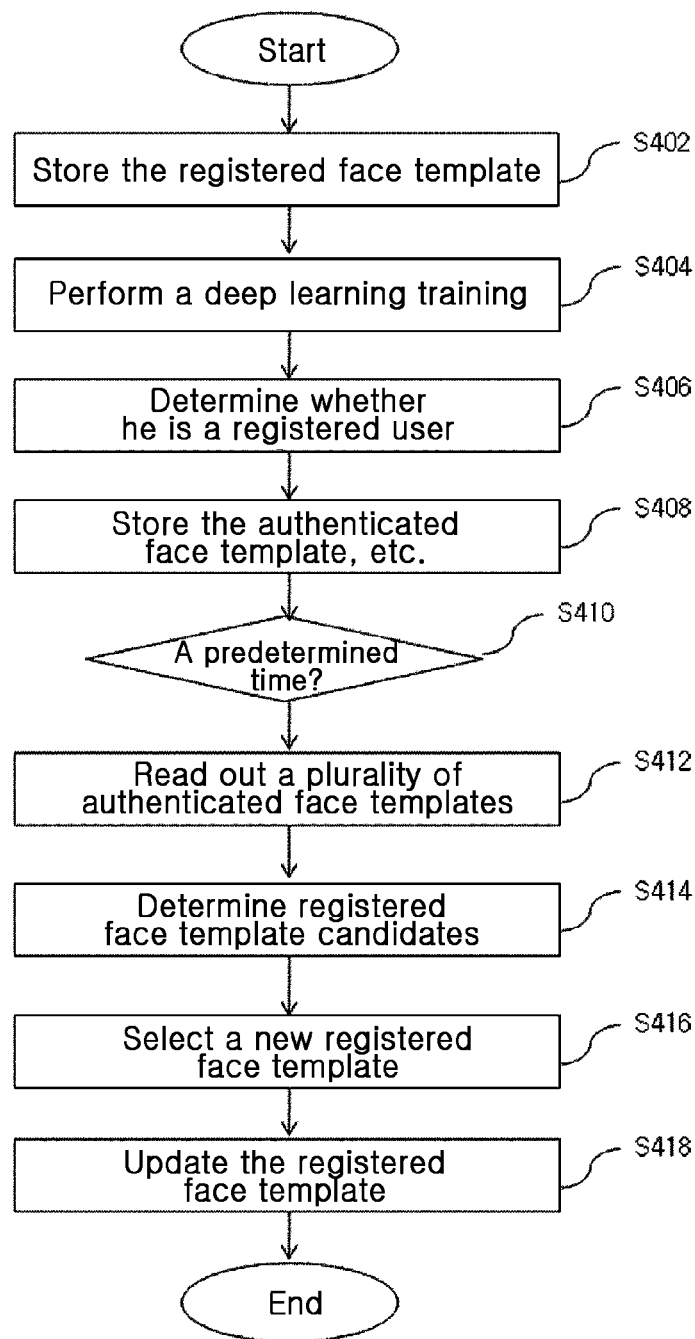 Start
Store the registered face template
S402
Perform a deep learning training
S404
Determine whether
he is a registered user
S406
Store the authenticated
face template, etc.
S408
A predetermined
time?
S410
Read out a plurality of
authenticated face templates
S412
Determine registered
face template candidates
S414
Select a new registered
face template
S416
Update the registered
face template
S418
End